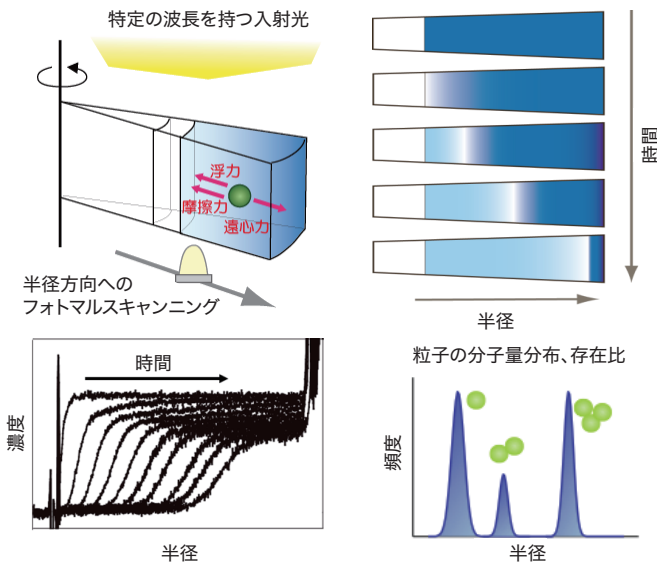 特定の波長を持つ入射光
浮力
摩擦力
遠心力
半径方向への
フォトマルスキャンニング
時間
半径
時間
濃度
半径
粒子の分子量分布、存在比
頻度
半径